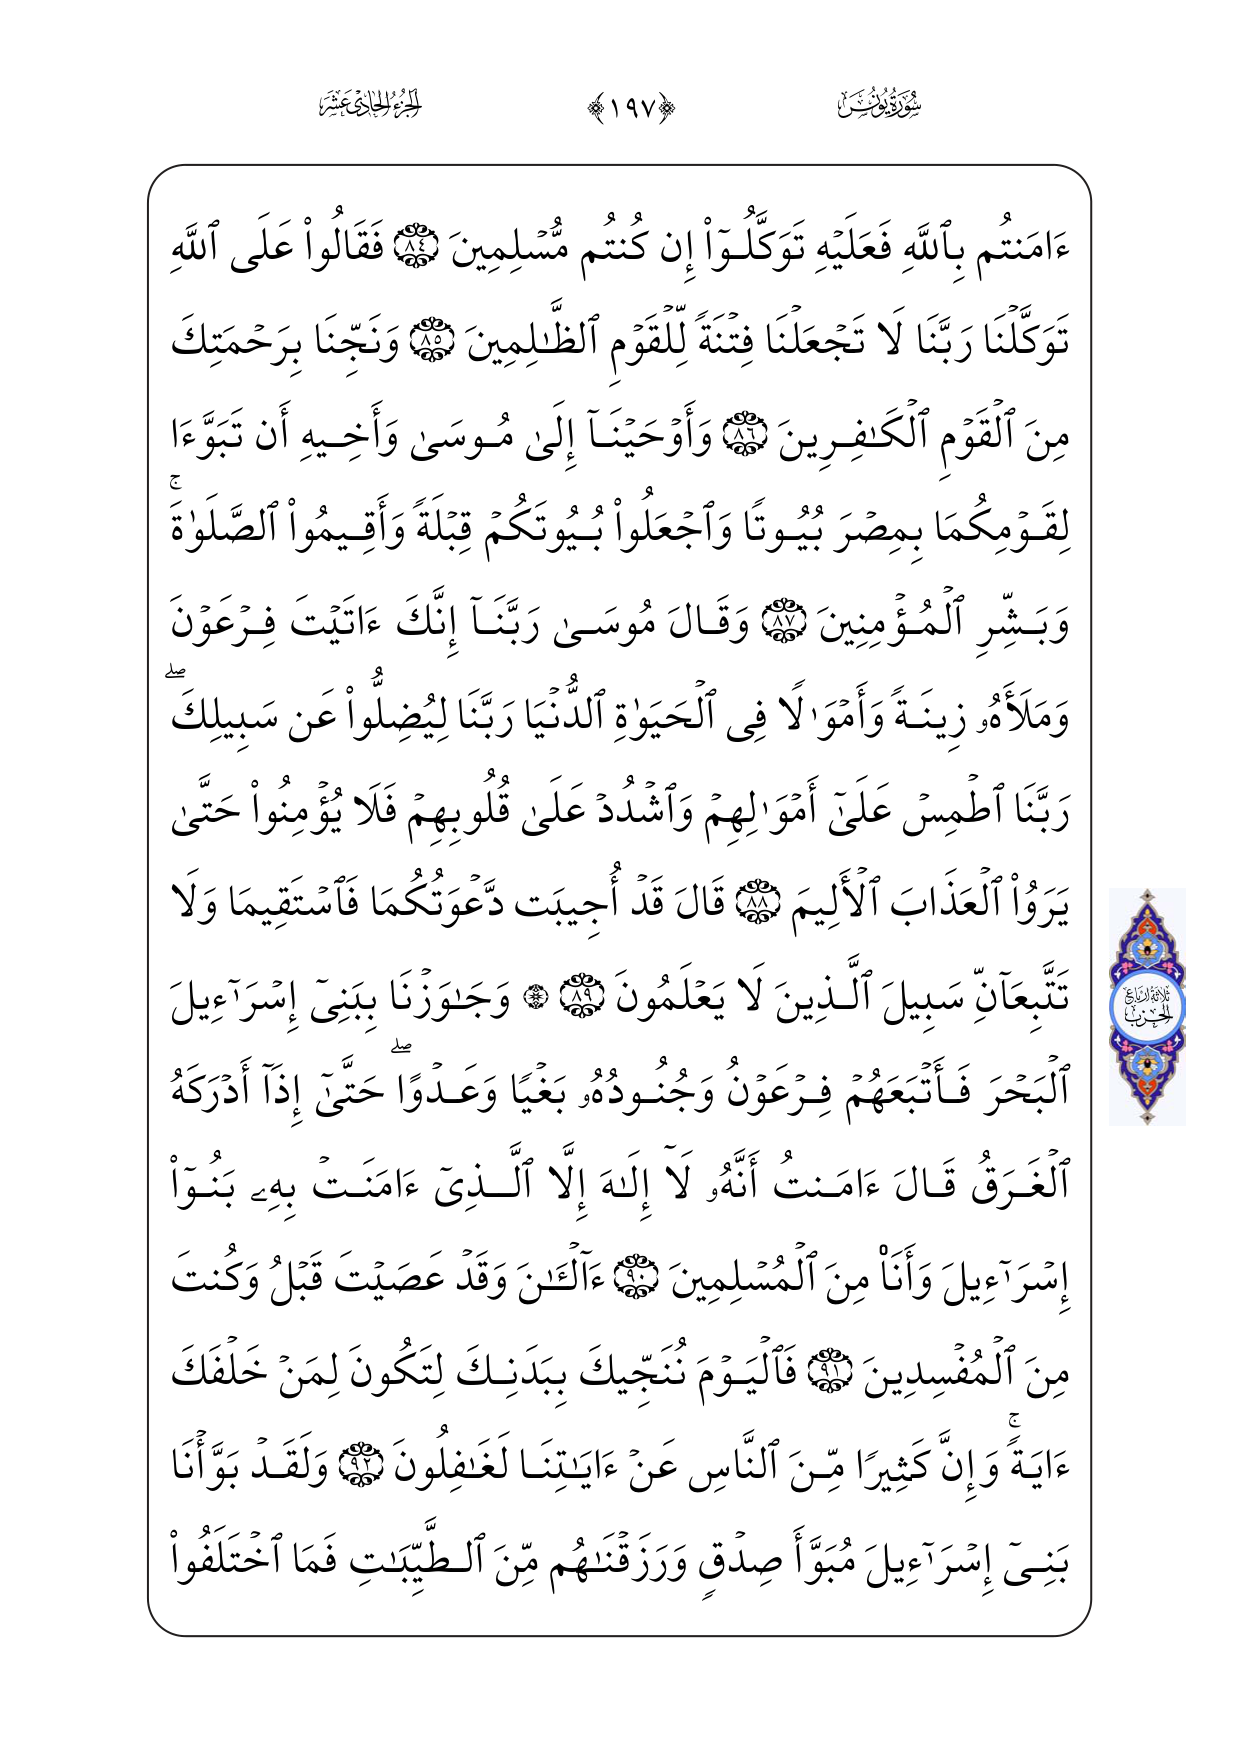 سُورَةُ يُونُسَ ﴿١٩٧﴾ الجُزْءُ الحَادِي عَشَرَ
ءَامَنتُم بِٱللَّهِ فَعَلَيۡهِ تَوَكَّلُوٓاْ إِن كُنتُم مُّسۡلِمِينَ ٨٤ فَقَالُواْ عَلَى ٱللَّهِ
تَوَكَّلۡنَا رَبَّنَا لَا تَجۡعَلۡنَا فِتۡنَةٗ لِّلۡقَوۡمِ ٱلظَّٰلِمِينَ ٨٥ وَنَجِّنَا بِرَحۡمَتِكَ
مِنَ ٱلۡقَوۡمِ ٱلۡكَٰفِرِينَ ٨٦ وَأَوۡحَيۡنَآ إِلَىٰ مُوسَىٰ وَأَخِيهِ أَن تَبَوَّءَا
لِقَوۡمِكُمَا بِمِصۡرَ بُيُوتٗا وَٱجۡعَلُواْ بُيُوتَكُمۡ قِبۡلَةٗ وَأَقِيمُواْ ٱلصَّلَوٰةَۚ
وَبَشِّرِ ٱلۡمُؤۡمِنِينَ ٨٧ وَقَالَ مُوسَىٰ رَبَّنَآ إِنَّكَ ءَاتَيۡتَ فِرۡعَوۡنَ
وَمَلَأَهُۥ زِينَةٗ وَأَمۡوَٰلٗا فِي ٱلۡحَيَوٰةِ ٱلدُّنۡيَا رَبَّنَا لِيُضِلُّواْ عَن سَبِيلِكَۖ
رَبَّنَا ٱطۡمِسۡ عَلَىٰٓ أَمۡوَٰلِهِمۡ وَٱشۡدُدۡ عَلَىٰ قُلُوبِهِمۡ فَلَا يُؤۡمِنُواْ حَتَّىٰ
يَرَوُاْ ٱلۡعَذَابَ ٱلۡأَلِيمَ ٨٨ قَالَ قَدۡ أُجِيبَت دَّعۡوَتُكُمَا فَٱسۡتَقِيمَا وَلَا
تَتَّبِعَآنِّ سَبِيلَ ٱلَّذِينَ لَا يَعۡلَمُونَ ٨٩ ۞ وَجَٰوَزۡنَا بِبَنِيٓ إِسۡرَٰٓءِيلَ
ثلاثة أرباع
الحزب
ٱلۡبَحۡرَ فَأَتۡبَعَهُمۡ فِرۡعَوۡنُ وَجُنُودُهُۥ بَغۡيٗا وَعَدۡوًاۖ حَتَّىٰٓ إِذَآ أَدۡرَكَهُ
ٱلۡغَرَقُ قَالَ ءَامَنتُ أَنَّهُۥ لَآ إِلَٰهَ إِلَّا ٱلَّذِيٓ ءَامَنَتۡ بِهِۦ بَنُوٓاْ
إِسۡرَٰٓءِيلَ وَأَنَا۠ مِنَ ٱلۡمُسۡلِمِينَ ٩٠ ءَآلۡـَٰٔنَ وَقَدۡ عَصَيۡتَ قَبۡلُ وَكُنتَ
مِنَ ٱلۡمُفۡسِدِينَ ٩١ فَٱلۡيَوۡمَ نُنَجِّيكَ بِبَدَنِكَ لِتَكُونَ لِمَنۡ خَلۡفَكَ
ءَايَةٗۚ وَإِنَّ كَثِيرٗا مِّنَ ٱلنَّاسِ عَنۡ ءَايَٰتِنَا لَغَٰفِلُونَ ٩٢ وَلَقَدۡ بَوَّأۡنَا
بَنِيٓ إِسۡرَٰٓءِيلَ مُبَوَّأَ صِدۡقٖ وَرَزَقۡنَٰهُم مِّنَ ٱلطَّيِّبَٰتِ فَمَا ٱخۡتَلَفُواْ